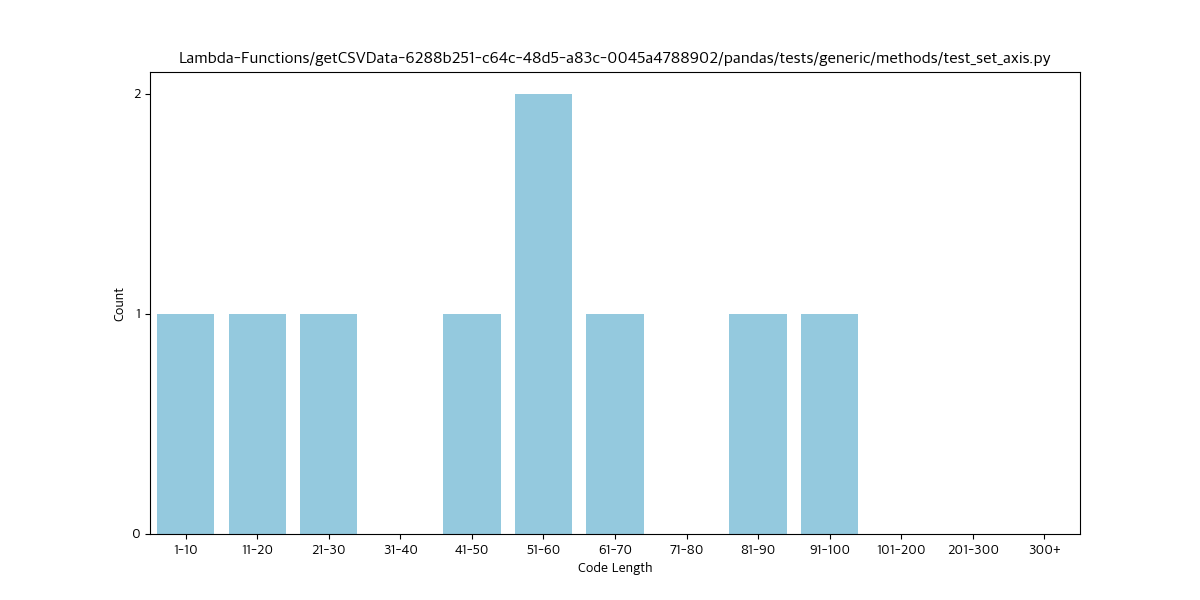 Lambda-Functions/getCSVData-6288b251-c64c-48d5-a83c-0045a4788902/pandas/tests/generic/methods/test_set_axis.py
2
1
0
Count
1-10 11-20 21-30 31-40 41-50 51-60 61-70 71-80 81-90 91-100 101-200 201-300 300+
Code Length